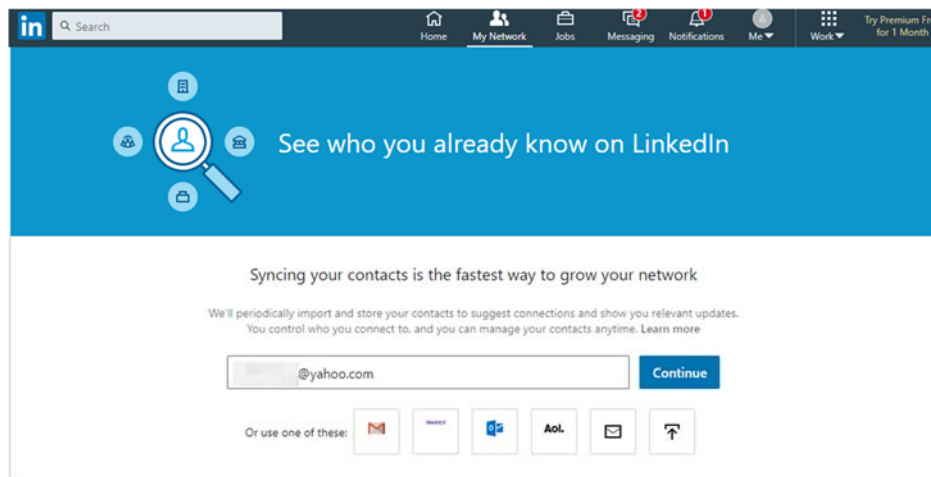 in
Search
2
1
Home
My Network
Jobs
Messaging
Notifications
Me
Work
Try Premium Fr
for 1 Month
See who you already know on LinkedIn
Syncing your contacts is the fastest way to grow your network
We'll periodically import and store your contacts to suggest connections and show you relevant updates.
You control who you connect to, and you can manage your contacts anytime. Learn more
@yahoo.com
Continue
Or use one of these:
YAHOO!
Aol.